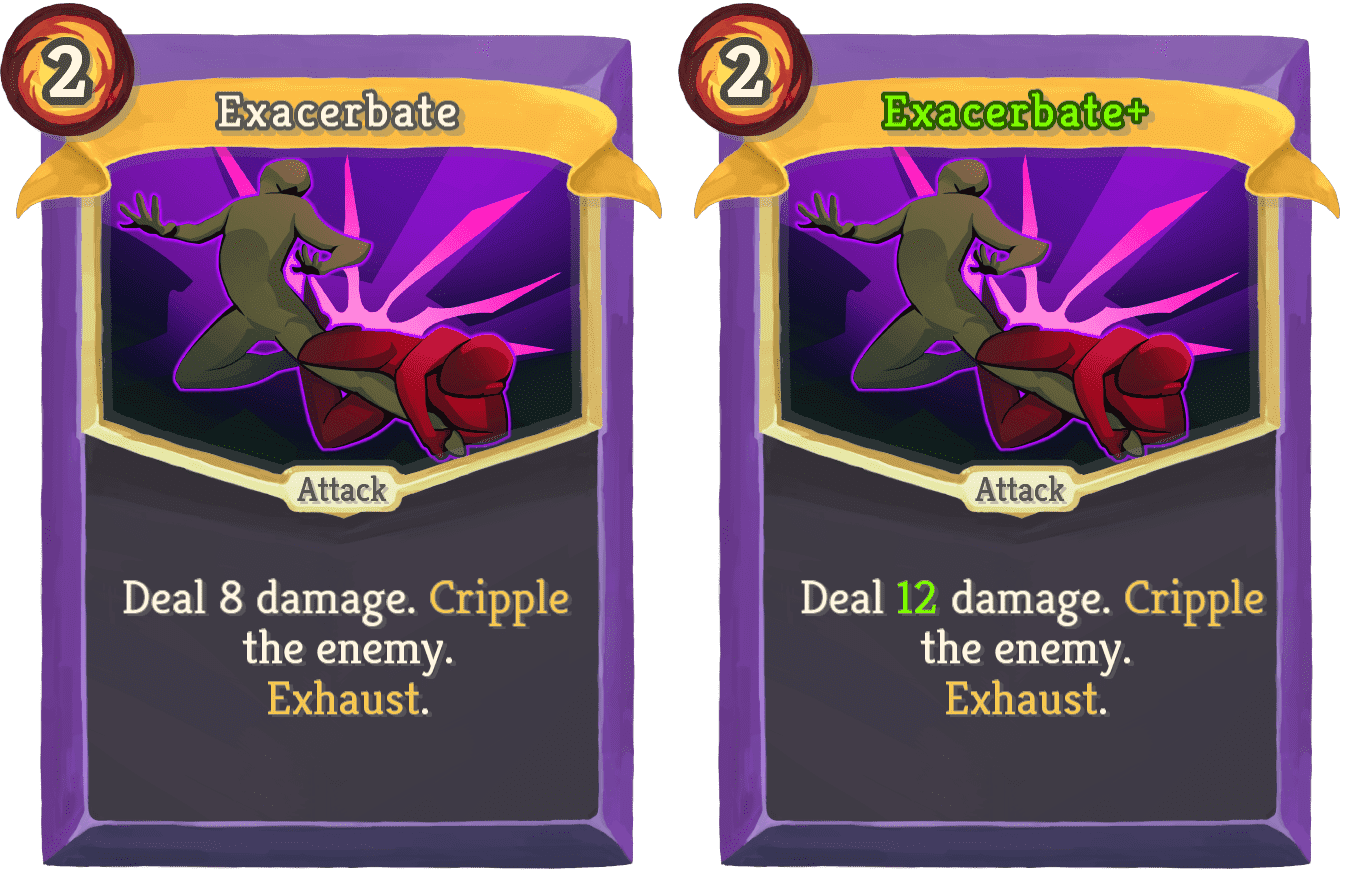 2
Exacerbate
Attack
Deal 8 damage. Cripple
the enemy.
Exhaust.
2
Exacerbate+
Attack
Deal 12 damage. Cripple
the enemy.
Exhaust.